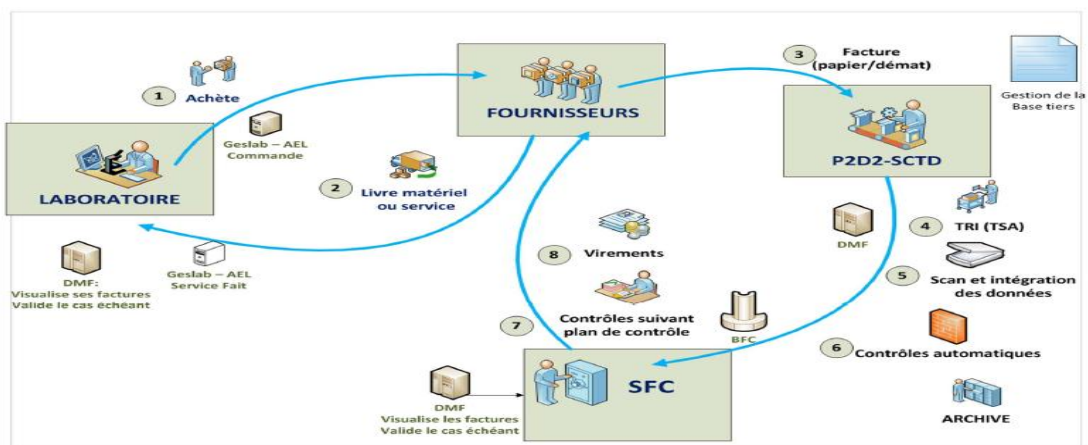 1
Achète
Geslab – AEL
Commande
LABORATOIRE
DMF:
Visualise ses factures
Valide le cas échéant
Geslab – AEL
Service Fait
2
Livre matériel
ou service
FOURNISSEURS
3
Facture
(papier/démat)
Gestion de la
Base tiers
P2D2-SCTD
DMF
4
TRI (TSA)
5
Scan et intégration
des données
6
Contrôles automatiques
ARCHIVE
8
Virements
7
Contrôles suivant
plan de contrôle
BFC
SFC
DMF
Visualise les factures
Valide le cas échéant